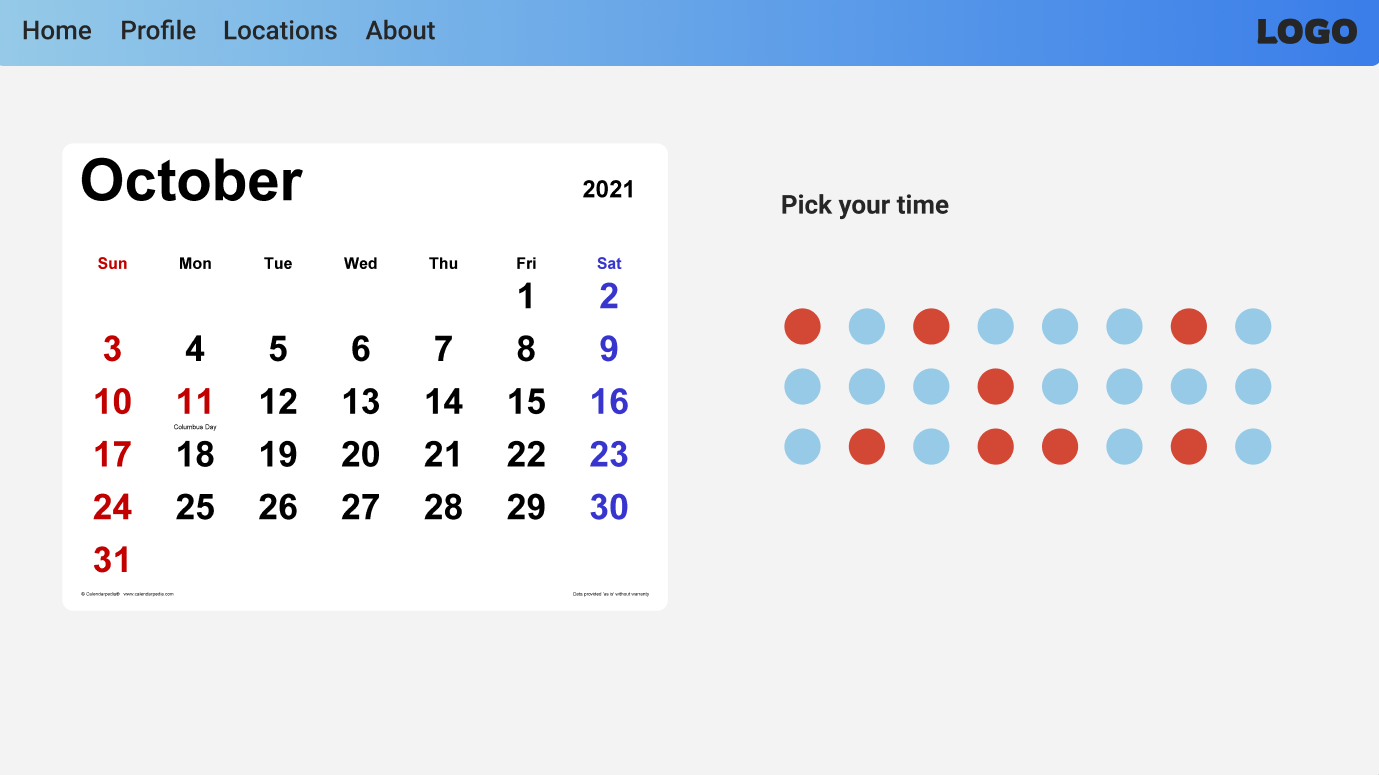 Home Profile Locations About LOGO
October 2021
Pick your time
Sun Mon Tue Wed Thu Fri Sat
1 2
3 4 5 6 7 8 9
10 11 12 13 14 15 16
Columbus Day
17 18 19 20 21 22 23
24 25 26 27 28 29 30
31
© Calendarpedia® www.calendarpedia.com Data provided 'as is' without warranty